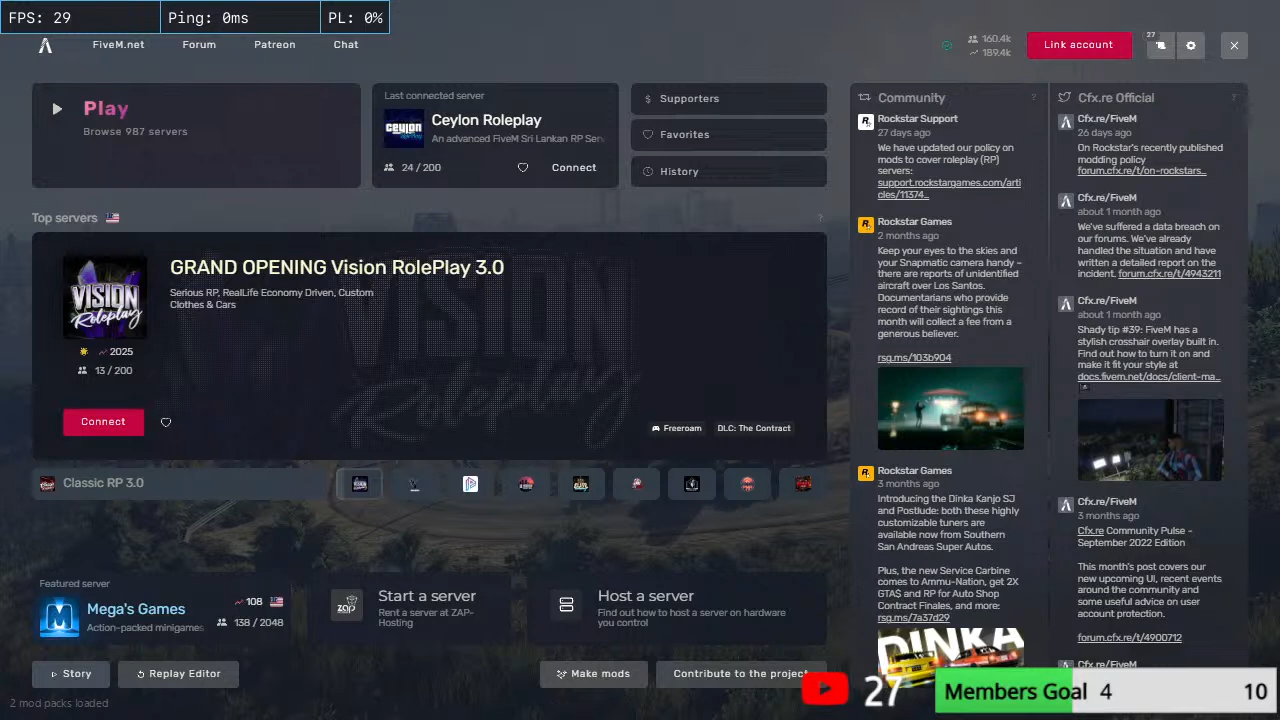 FPS: 29
Ping: 0ms
PL: 0%
FiveM.net
Forum
Patreon
Chat
160.4k
189.4k
Link account
27
Play
Browse 987 servers
Last connected server
CEYLON
Ceylon Roleplay
An advanced FiveM Sri Lankan RP Ser
24 / 200
Connect
Supporters
Favorites
History
Top servers
?
VISION
Roleplay
GRAND OPENING Vision RolePlay 3.0
Serious RP, RealLife Economy Driven, Custom
Clothes & Cars
2025
13 / 200
Connect
Freeroam
DLC: The Contract
Classic RP 3.0
Featured server
Mega's Games
Action-packed minigames
108
138 / 2048
ZAP
Start a server
Rent a server at ZAP-
Hosting
Host a server
Find out how to host a server on hardware
you control
Story
Replay Editor
Make mods
Contribute to the project
2 mod packs loaded
Community
?
Rockstar Support
27 days ago
We have updated our policy on
mods to cover roleplay (RP)
servers:
support.rockstargames.com/arti
cles/11374…
Rockstar Games
2 months ago
Keep your eyes to the skies and
your Snapmatic camera handy –
there are reports of unidentified
aircraft over Los Santos.
Documentarians who provide
record of their sightings this
month will collect a fee from a
generous believer.
rsg.ms/103b904
Rockstar Games
3 months ago
Introducing the Dinka Kanjo SJ
and Postlude: both these highly
customizable tuners are
available now from Southern
San Andreas Super Autos.
Plus, the new Service Carbine
comes to Ammu-Nation, get 2X
GTA$ and RP for Auto Shop
Contract Finales, and more:
rsg.ms/7a37d29
DINKA
Cfx.re Official
?
Cfx.re/FiveM
26 days ago
On Rockstar's recently published
modding policy
forum.cfx.re/t/on-rockstars…
Cfx.re/FiveM
about 1 month ago
We've suffered a data breach on
our forums. We've already
handled the situation and have
written a detailed report on the
incident. forum.cfx.re/t/4943211
Cfx.re/FiveM
about 1 month ago
Shady tip #39: FiveM has a
stylish crosshair overlay built in.
Find out how to turn it on and
make it fit your style at
docs.fivem.net/docs/client-ma…
Cfx.re/FiveM
3 months ago
Cfx.re Community Pulse –
September 2022 Edition
This month's post covers our
new upcoming UI, recent events
around the community and
some useful advice on user
account protection.
forum.cfx.re/t/4900712
Cfx.re/FiveM
27
Members Goal 4
10